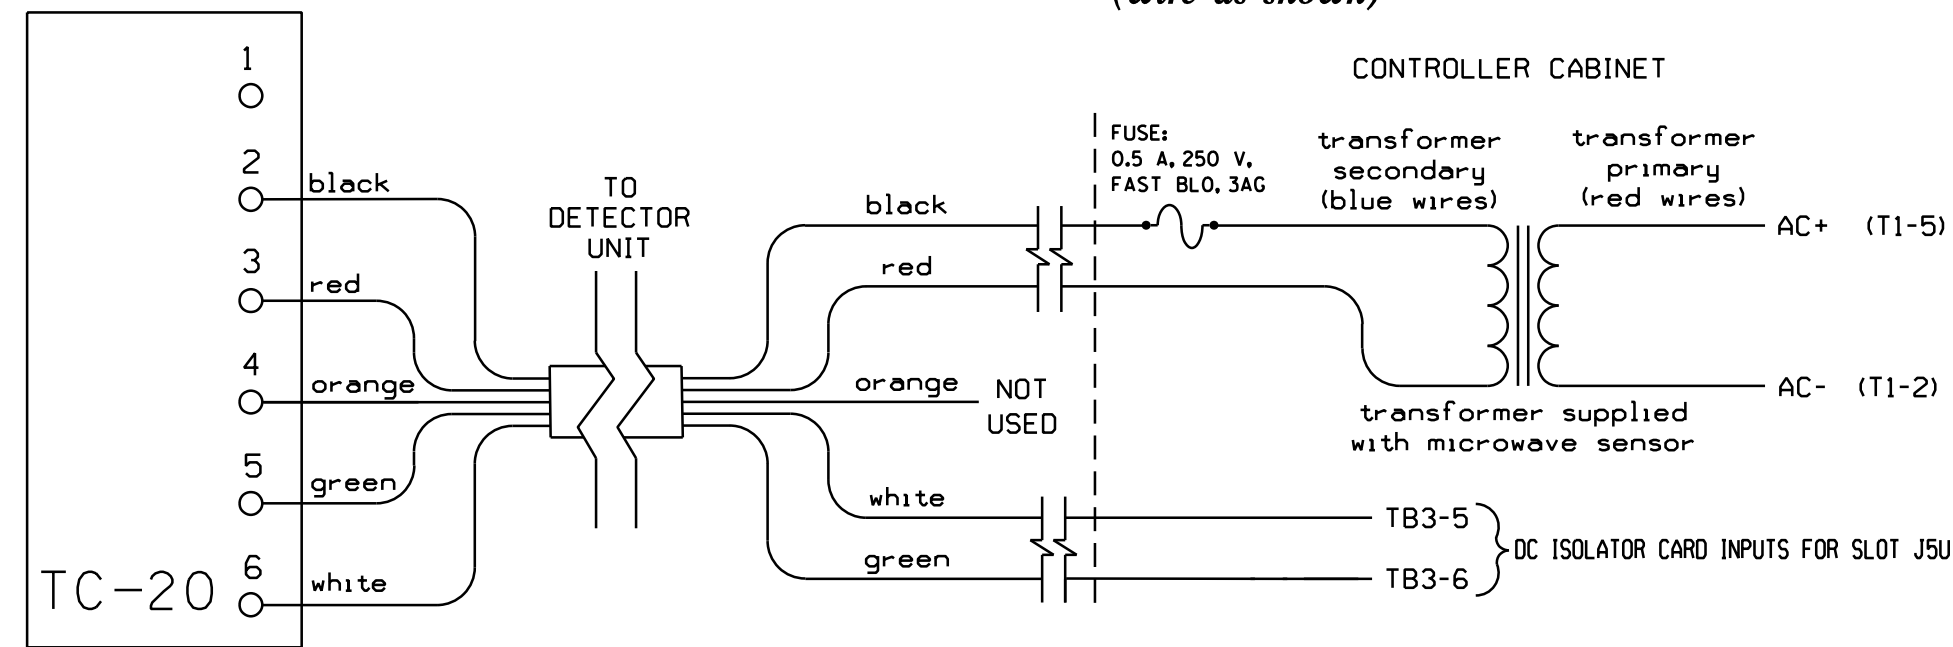 (wire as shown)
CONTROLLER CABINET
1
2
black
3
red
4
orange
5
green
6
white
TC-20
TO
DETECTOR
UNIT
black
red
orange
NOT
USED
white
green
FUSE:
0.5 A, 250 V,
FAST BLO, 3AG
transformer
secondary
(blue wires)
transformer
primary
(red wires)
AC+ (T1-5)
AC- (T1-2)
transformer supplied
with microwave sensor
TB3-5
TB3-6
DC ISOLATOR CARD INPUTS FOR SLOT J5U